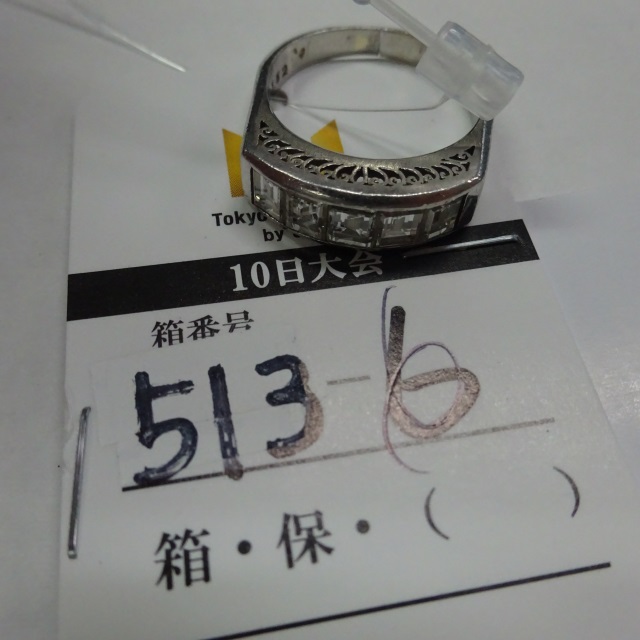 Tokyo
by
10日大会
箱番号
513-6
箱・保・( )